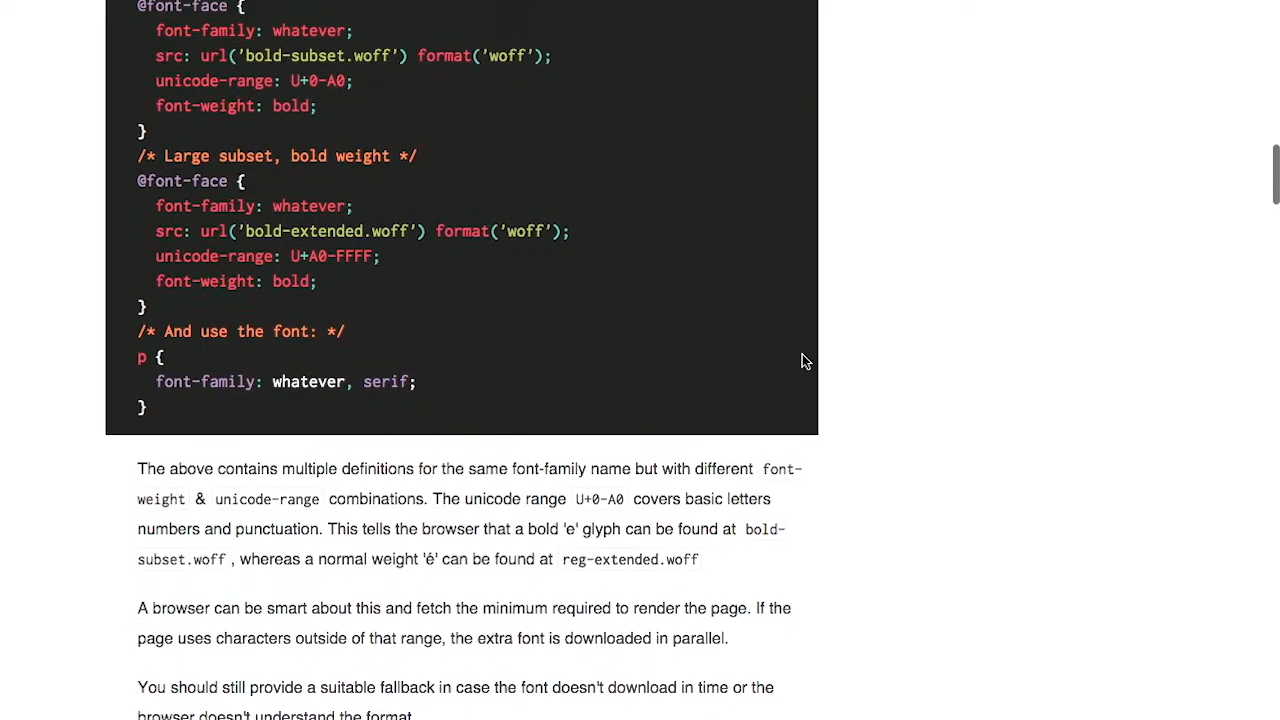 @font-face {
font-family: whatever;
src: url('bold-subset.woff') format('woff');
unicode-range: U+0-A0;
font-weight: bold;
}
/* Large subset, bold weight */
@font-face {
font-family: whatever;
src: url('bold-extended.woff') format('woff');
unicode-range: U+A0-FFFF;
font-weight: bold;
}
/* And use the font: */
p {
font-family: whatever, serif;
}
The above contains multiple definitions for the same font-family name but with different font-
weight & unicode-range combinations. The unicode range U+0-A0 covers basic letters
numbers and punctuation. This tells the browser that a bold 'e' glyph can be found at bold-
subset.woff , whereas a normal weight 'é' can be found at reg-extended.woff
A browser can be smart about this and fetch the minimum required to render the page. If the
page uses characters outside of that range, the extra font is downloaded in parallel.
You should still provide a suitable fallback in case the font doesn't download in time or the
browser doesn't understand the format.